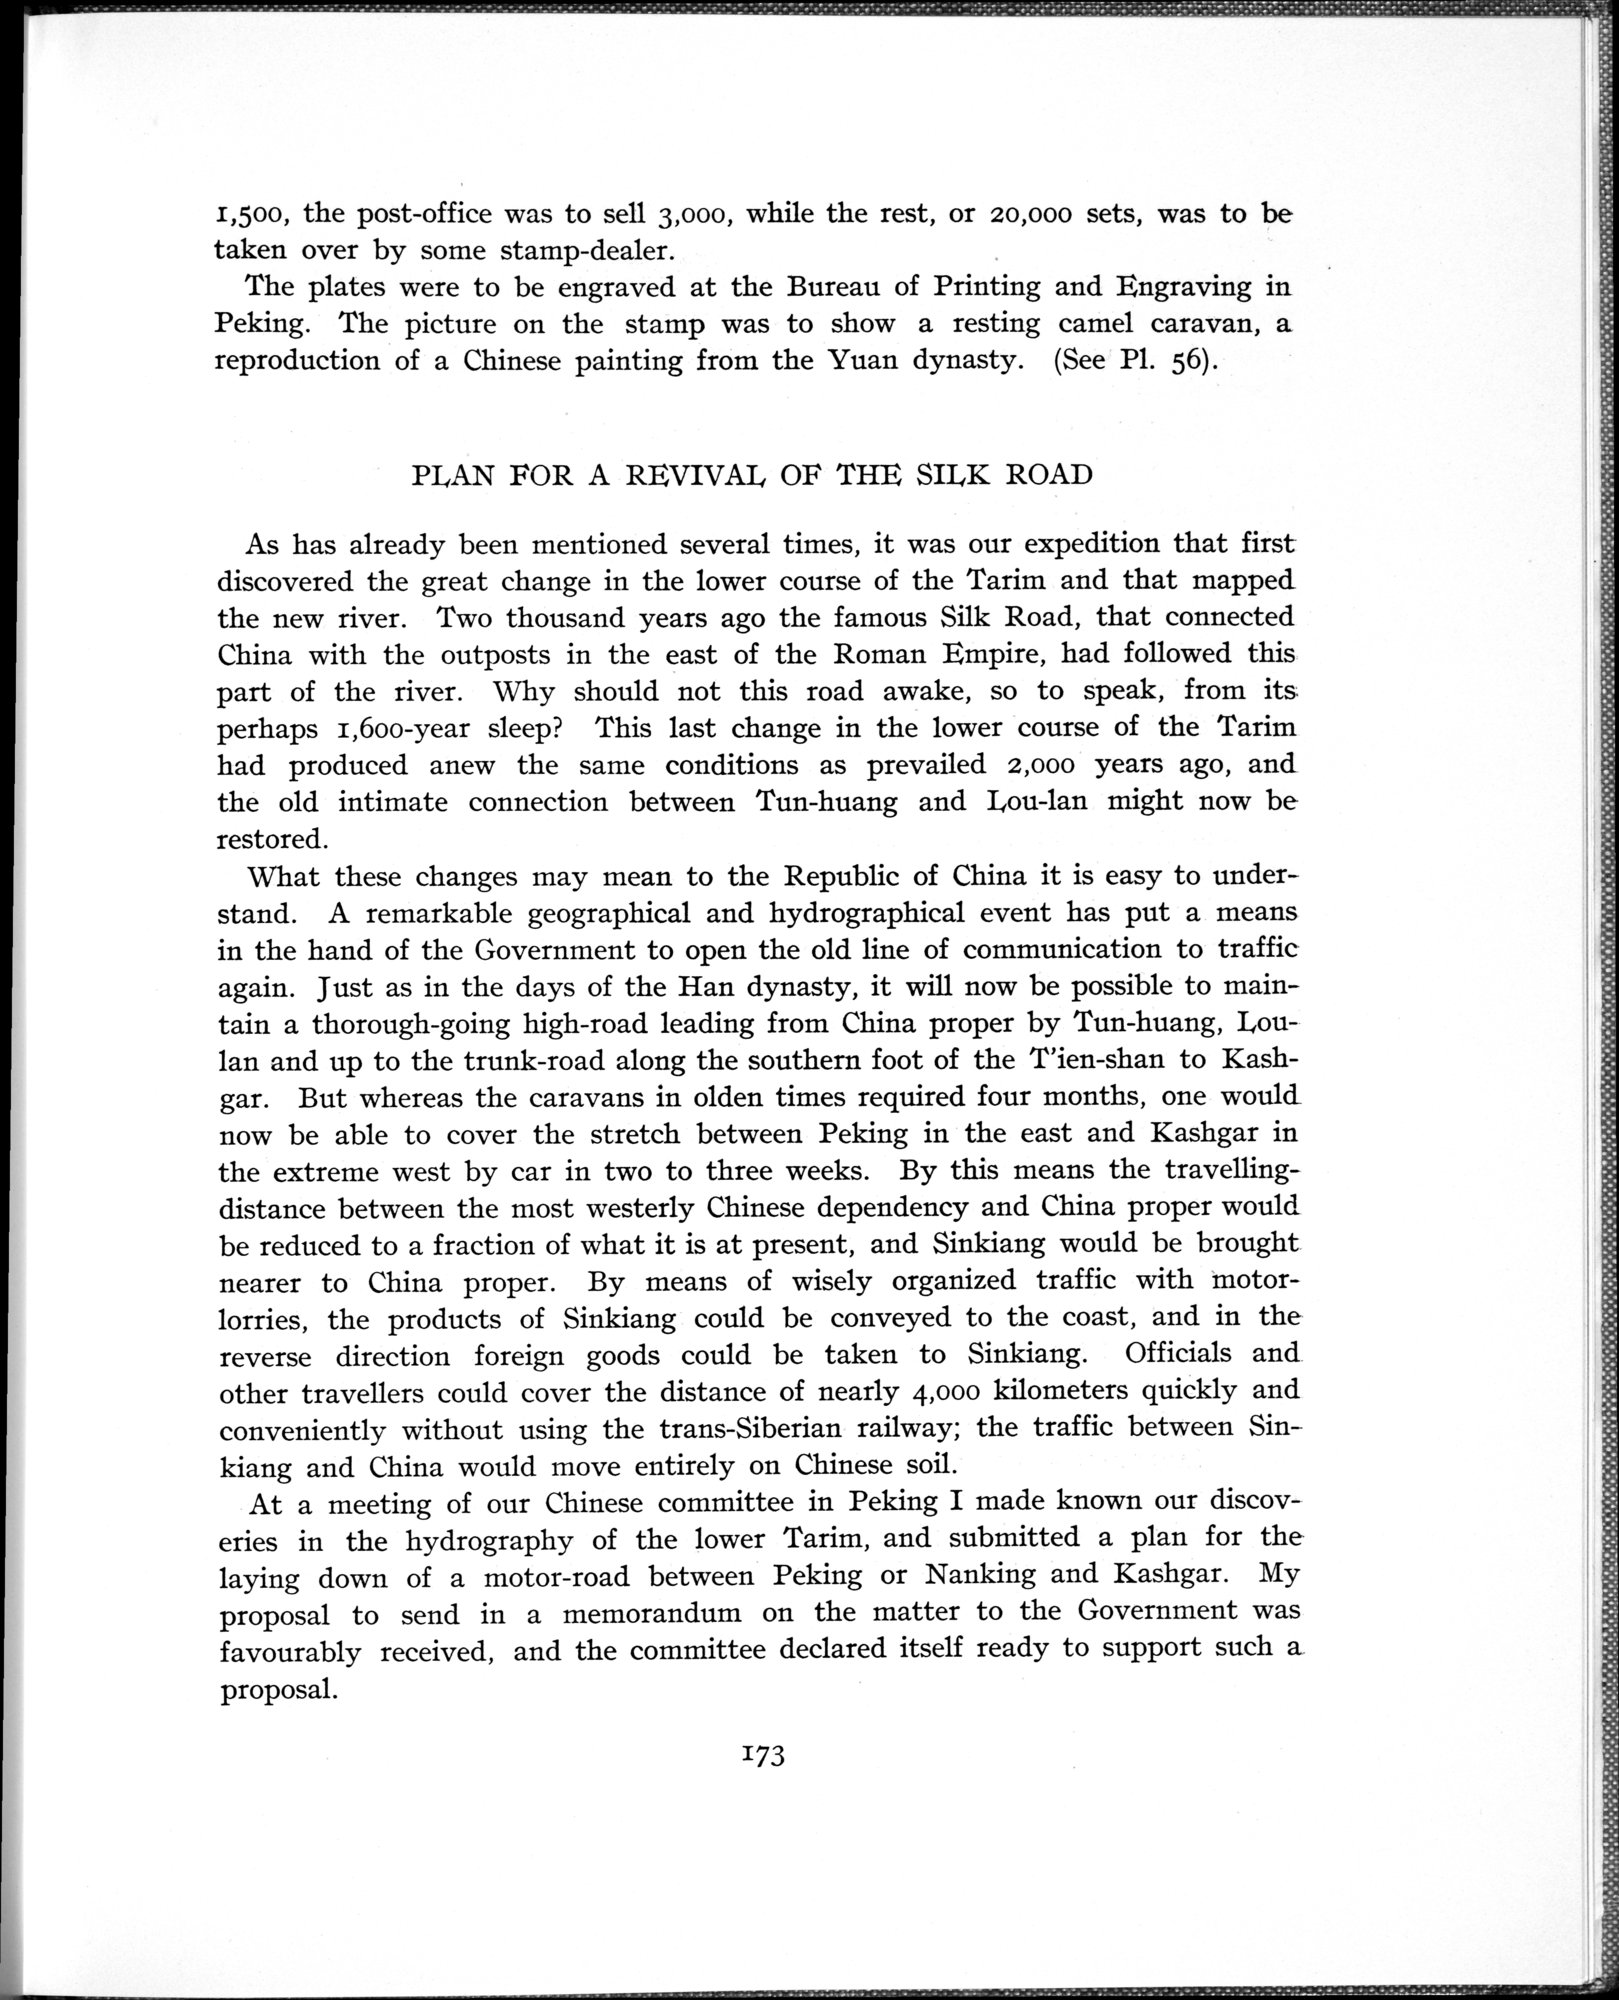 1,500, the post-office was to sell 3,000, while the rest, or 20,000 sets, was to be
taken over by some stamp-dealer.
The plates were to be engraved at the Bureau of Printing and Engraving in
Peking. The picture on the stamp was to show a resting camel caravan, a
reproduction of a Chinese painting from the Yuan dynasty. (See Pl. 56).
PLAN FOR A REVIVAL OF THE SILK ROAD
As has already been mentioned several times, it was our expedition that first
discovered the great change in the lower course of the Tarim and that mapped
the new river. Two thousand years ago the famous Silk Road, that connected
China with the outposts in the east of the Roman Empire, had followed this
part of the river. Why should not this road awake, so to speak, from its
perhaps 1,600-year sleep? This last change in the lower course of the Tarim
had produced anew the same conditions as prevailed 2,000 years ago, and
the old intimate connection between Tun-huang and Lou-lan might now be
restored.
What these changes may mean to the Republic of China it is easy to under-
stand. A remarkable geographical and hydrographical event has put a means
in the hand of the Government to open the old line of communication to traffic
again. Just as in the days of the Han dynasty, it will now be possible to main-
tain a thorough-going high-road leading from China proper by Tun-huang, Lou-
lan and up to the trunk-road along the southern foot of the T'ien-shan to Kash-
gar. But whereas the caravans in olden times required four months, one would
now be able to cover the stretch between Peking in the east and Kashgar in
the extreme west by car in two to three weeks. By this means the travelling-
distance between the most westerly Chinese dependency and China proper would
be reduced to a fraction of what it is at present, and Sinkiang would be brought
nearer to China proper. By means of wisely organized traffic with motor-
lorries, the products of Sinkiang could be conveyed to the coast, and in the
reverse direction foreign goods could be taken to Sinkiang. Officials and
other travellers could cover the distance of nearly 4,000 kilometers quickly and
conveniently without using the trans-Siberian railway; the traffic between Sin-
kiang and China would move entirely on Chinese soil.
At a meeting of our Chinese committee in Peking I made known our discov-
eries in the hydrography of the lower Tarim, and submitted a plan for the
laying down of a motor-road between Peking or Nanking and Kashgar. My
proposal to send in a memorandum on the matter to the Government was
favourably received, and the committee declared itself ready to support such a
proposal.
173